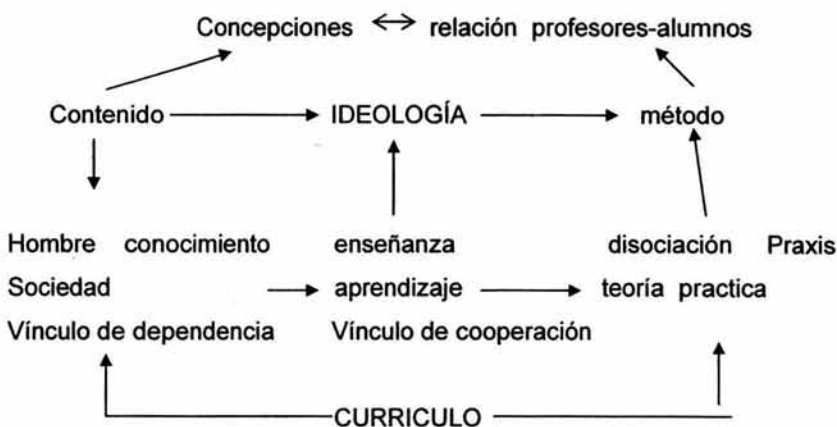 Concepciones ↔ relación profesores-alumnos
Contenido → IDEOLOGÍA → método
Hombre conocimiento enseñanza disociación Praxis
Sociedad → aprendizaje → teoría practica
Vínculo de dependencia Vínculo de cooperación
CURRICULO